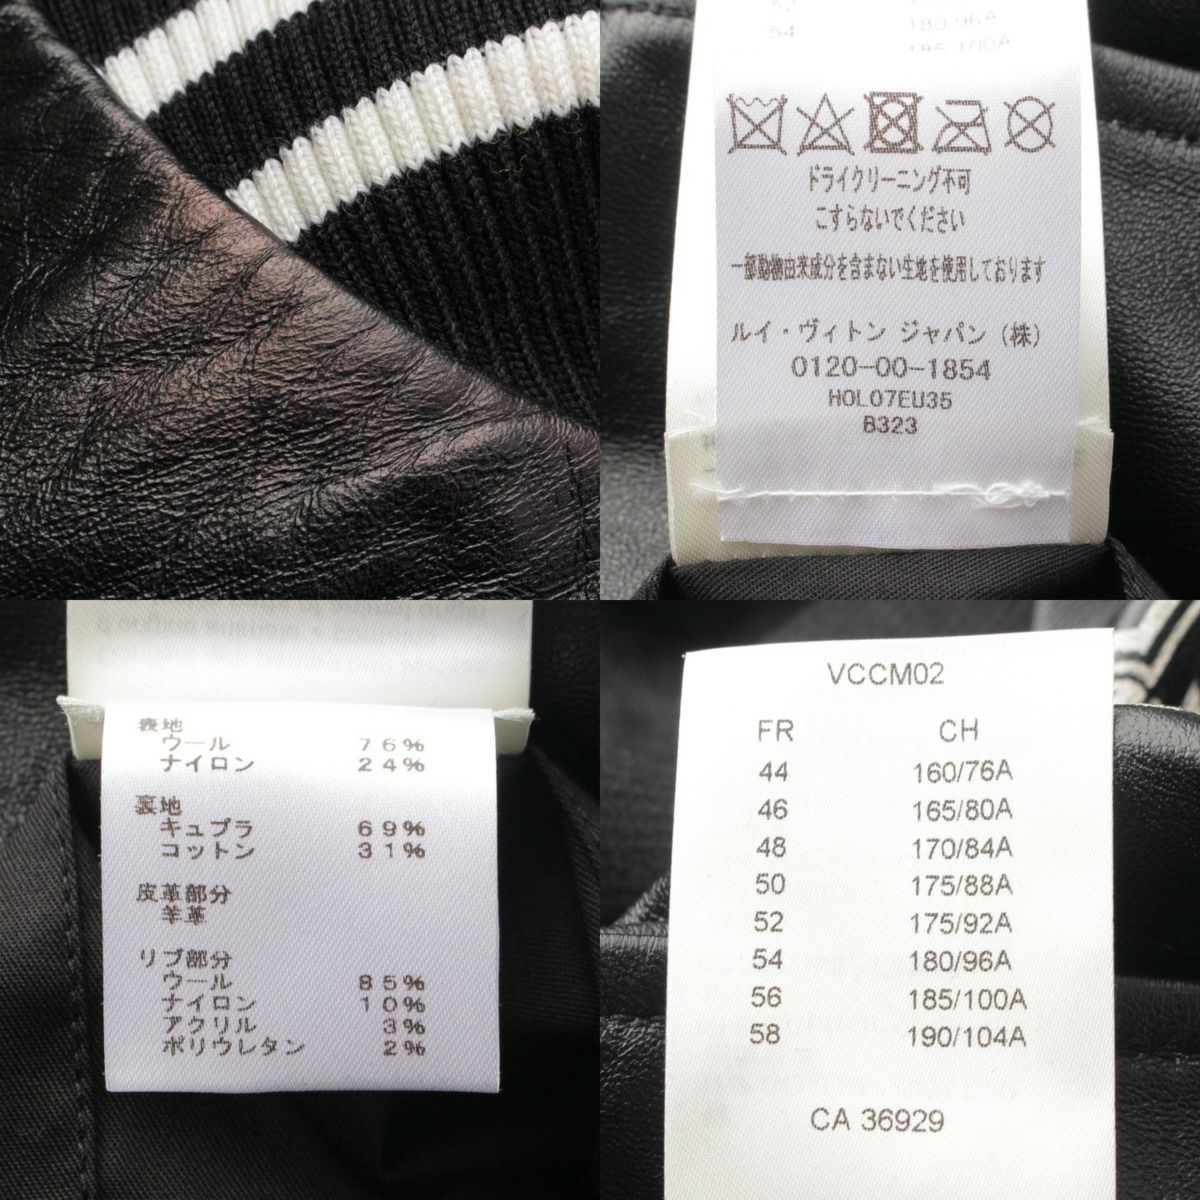 54
180/96A
185/100A
ドライクリーニング不可
こすらないでください
一部動物由来成分を含まない生地を使用しております
ルイ・ヴィトン ジャパン(株)
0120-00-1854
HOL07EU35
B323
表地
ウール 76%
ナイロン 24%
裏地
キュプラ 69%
コットン 31%
皮革部分
羊革
リブ部分
ウール 85%
ナイロン 10%
アクリル 3%
ポリウレタン 2%
VCCM02
FR CH
44 160/76A
46 165/80A
48 170/84A
50 175/88A
52 175/92A
54 180/96A
56 185/100A
58 190/104A
CA 36929